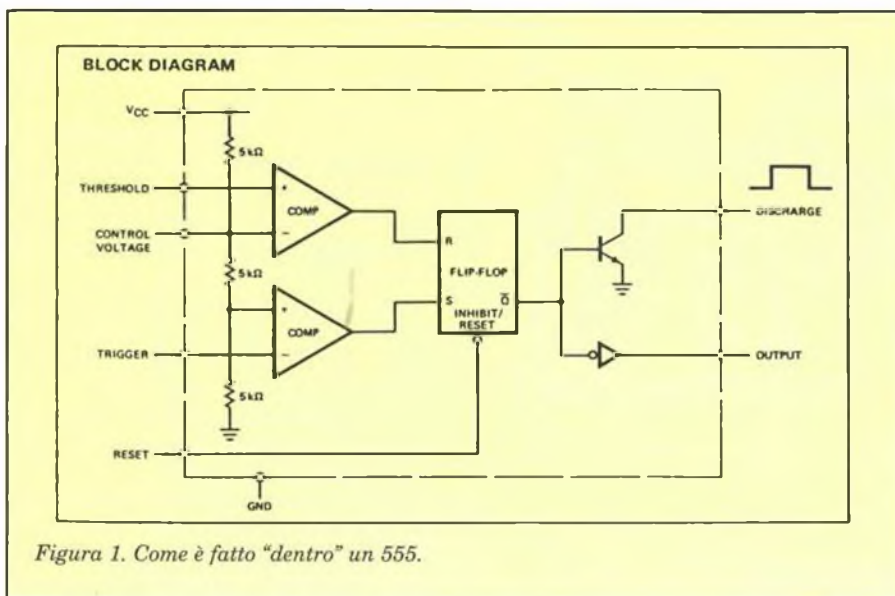 BLOCK DIAGRAM
VCC
5kΩ
THRESHOLD
+
COMP
CONTROL
VOLTAGE
−
R
DISCHARGE
5kΩ
FLIP-FLOP
S
Q̅
INHIBIT/
RESET
+
COMP
TRIGGER
−
OUTPUT
5kΩ
RESET
GND
Figura 1. Come è fatto "dentro" un 555.